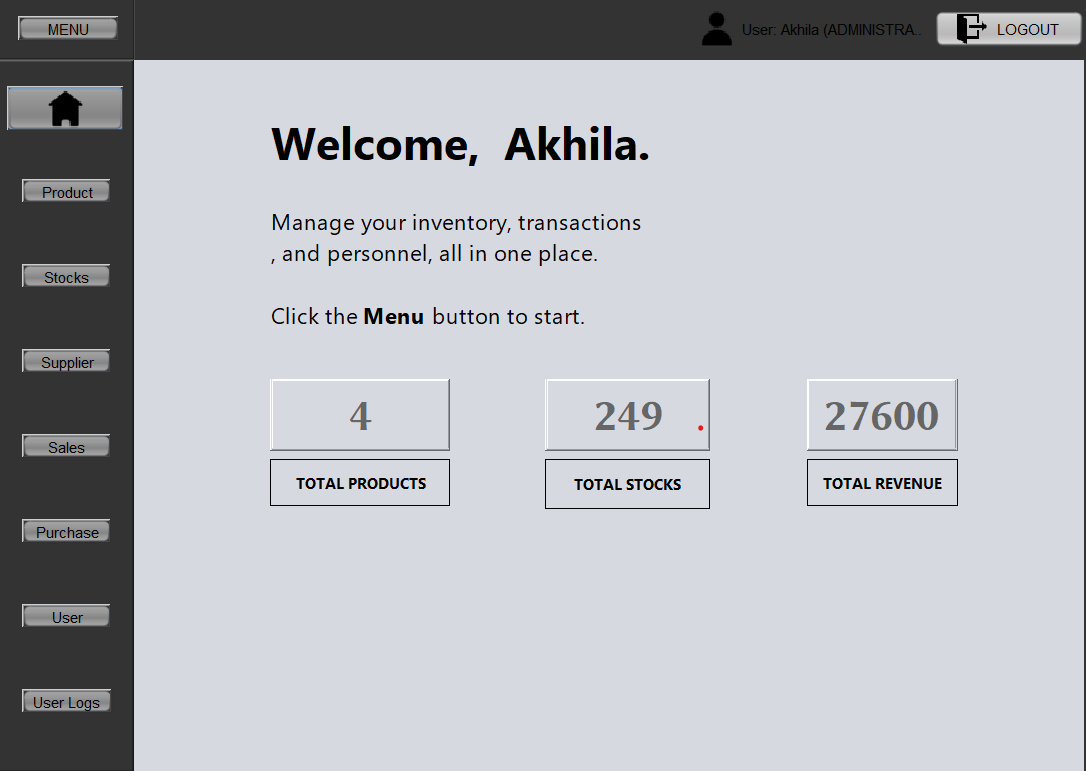 MENU
User: Akhila (ADMINISTRA..
LOGOUT
Welcome,  Akhila.
Product
Manage your inventory, transactions
, and personnel, all in one place.
Stocks
Click the Menu button to start.
Supplier
4
249
27600
Sales
TOTAL PRODUCTS
TOTAL STOCKS
TOTAL REVENUE
Purchase
User
User Logs